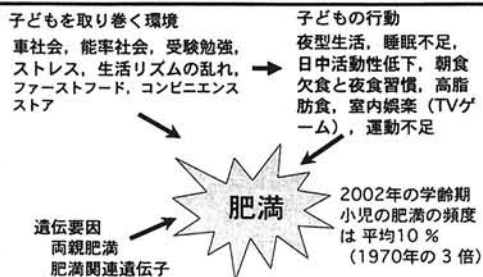 子どもを取り巻く環境
車社会，能率社会，受験勉強，
ストレス，生活リズムの乱れ，
ファーストフード，コンビニエンス
ストア
子どもの行動
夜型生活，睡眠不足，
日中活動性低下，朝食
欠食と夜食習慣，高脂
肪食，室内娯楽（TVゲ
ーム），運動不足
肥満
遺伝要因
両親肥満
肥満関連遺伝子
2002年の学齢期
小児の肥満の頻度
は 平均10 %
（1970年の 3 倍）